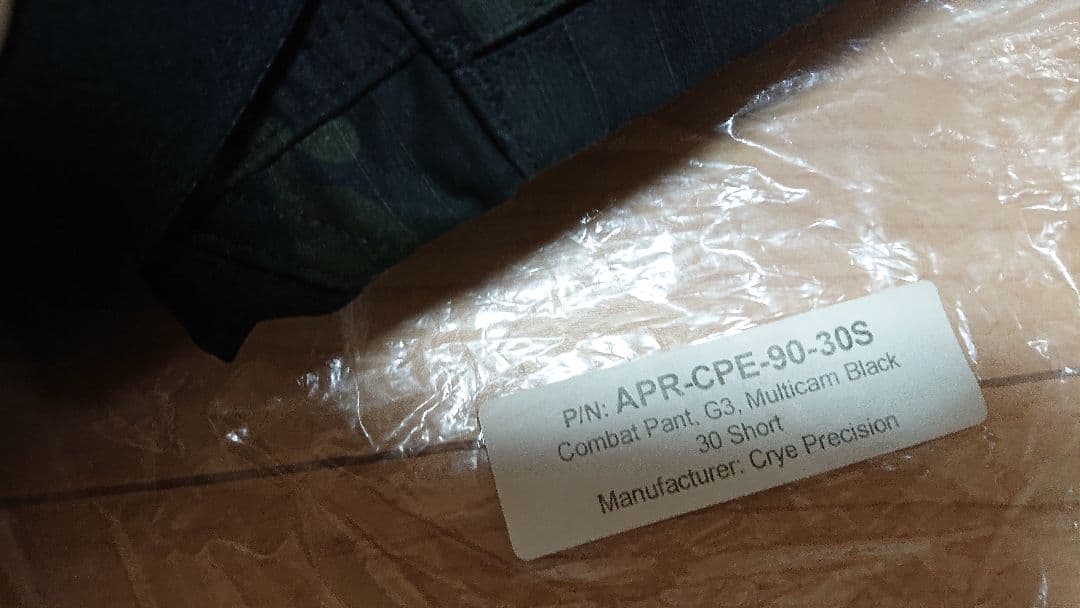 P/N: APR-CPE-90-30S
Combat Pant, G3, Multicam Black
30 Short
Manufacturer: Crye Precision